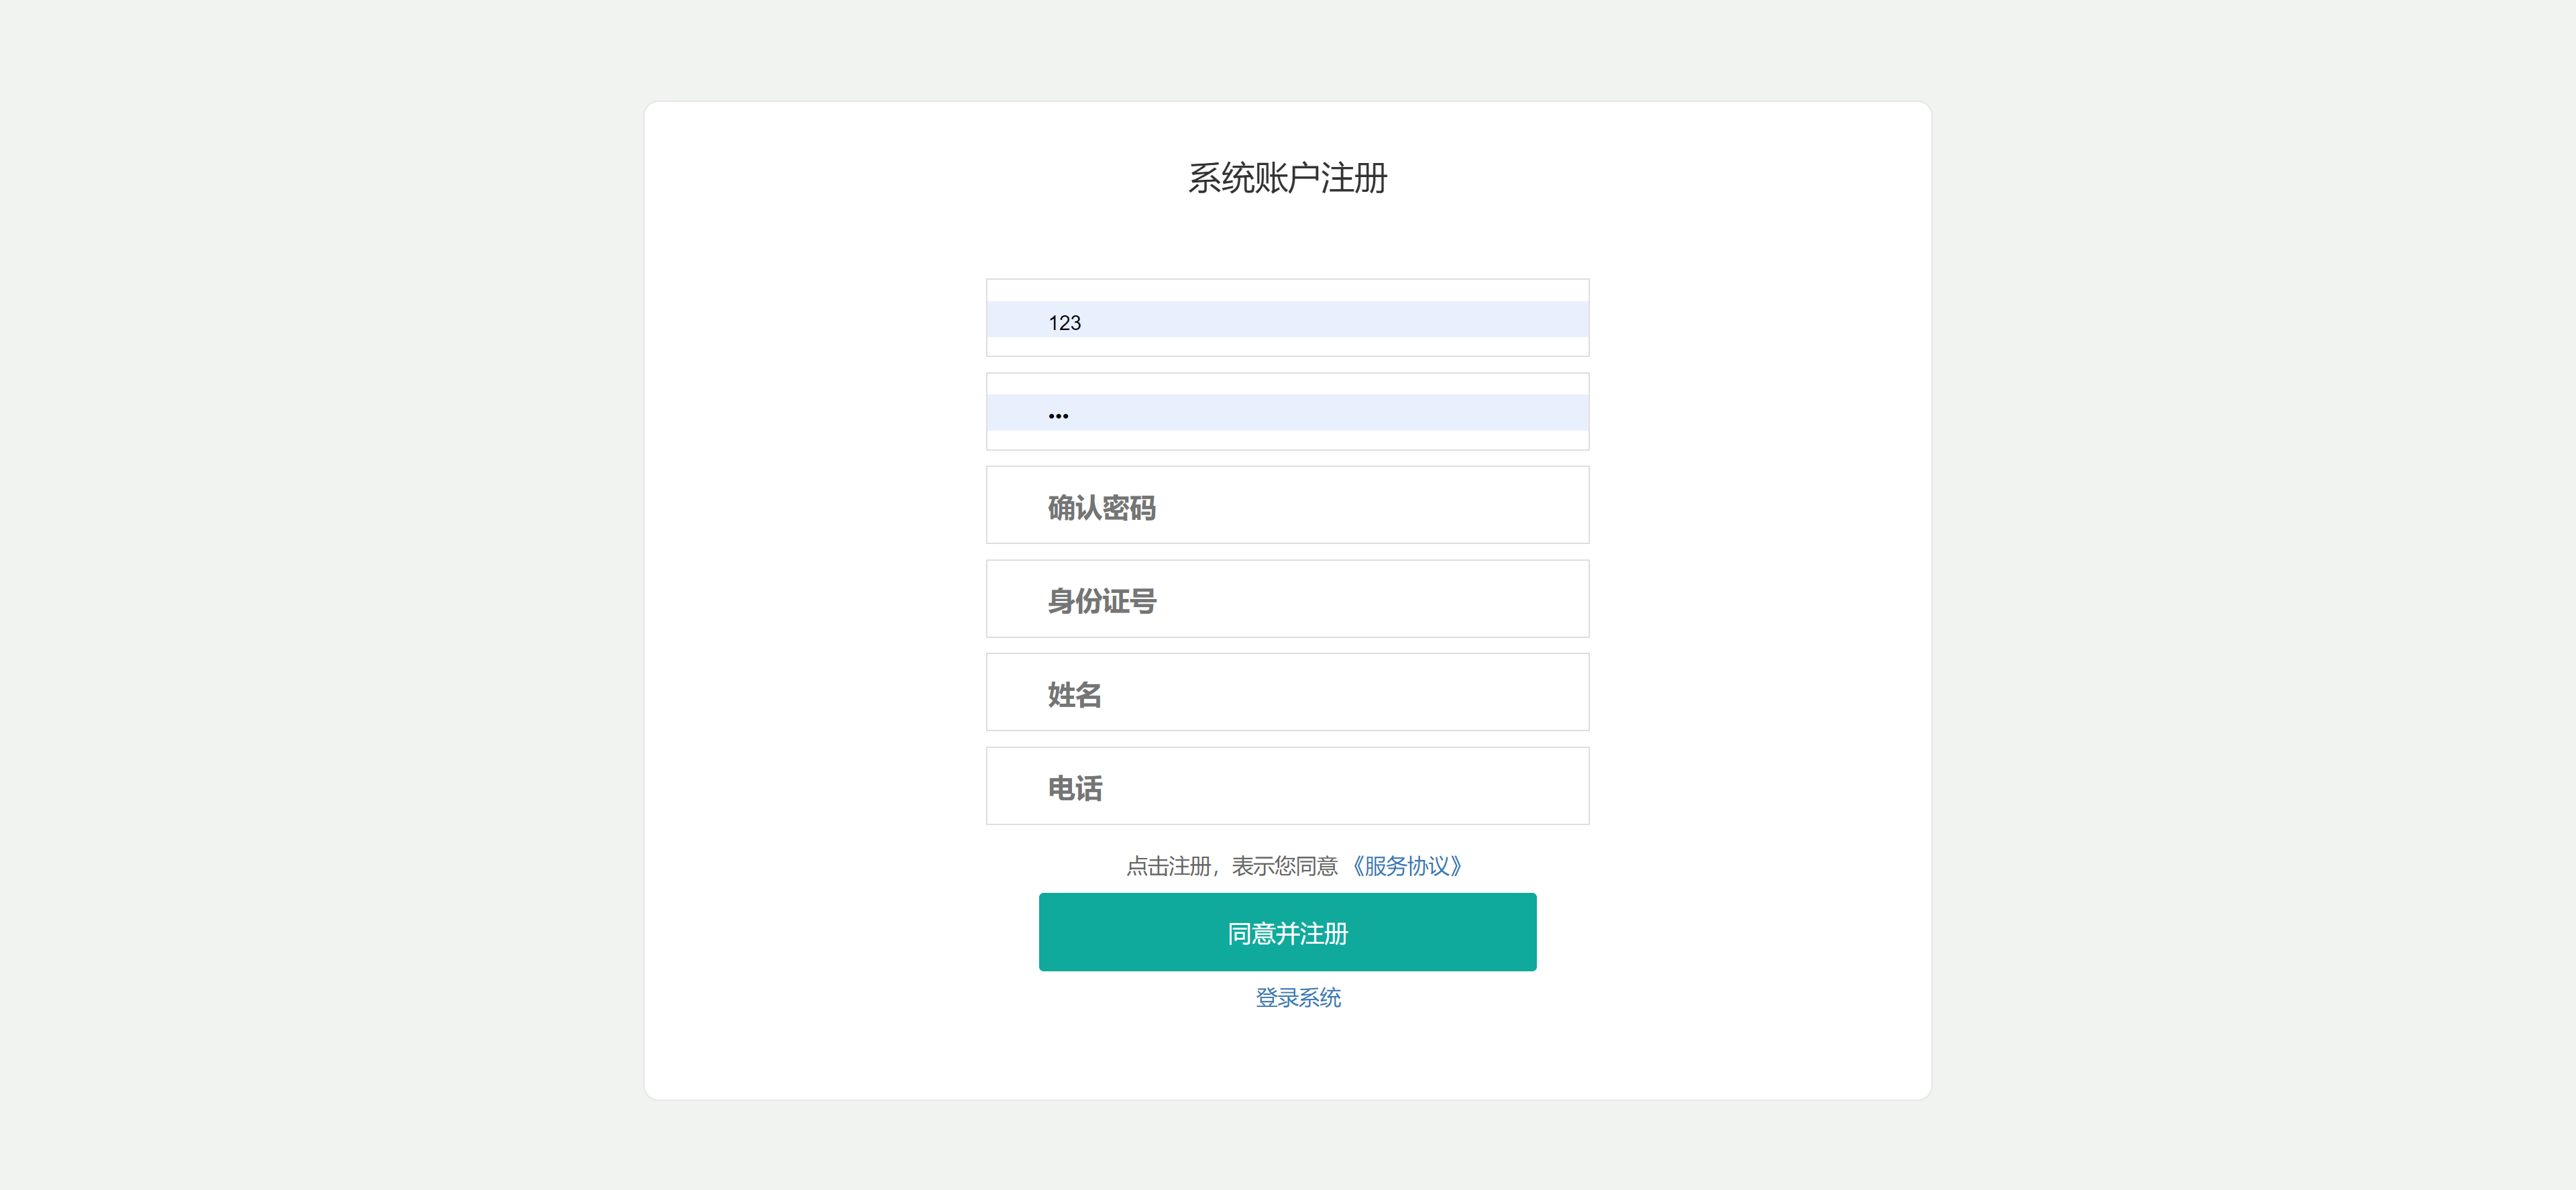 系统账户注册
123
•••
确认密码
身份证号
姓名
电话
点击注册，表示您同意 《服务协议》
同意并注册
登录系统